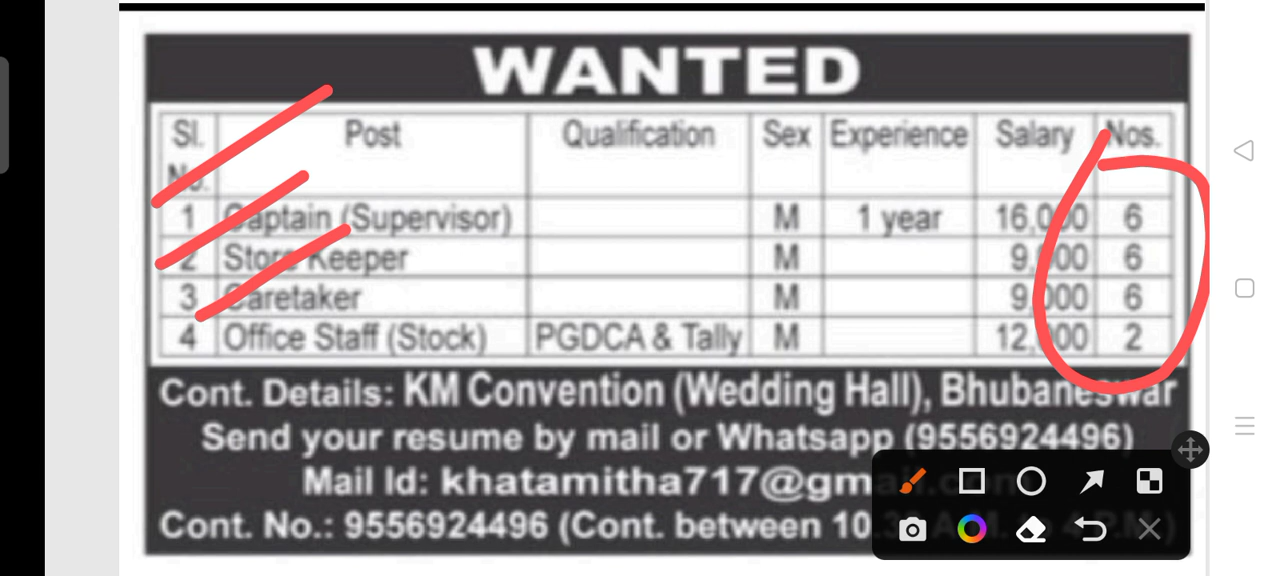 WANTED
Sl. No. Post Qualification Sex Experience Salary Nos.
1 Captain (Supervisor) M 1 year 16,000 6
2 Store Keeper M 9,000 6
3 Caretaker M 9,000 6
4 Office Staff (Stock) PGDCA & Tally M 12,000 2
Cont. Details: KM Convention (Wedding Hall), Bhubaneswar
Send your resume by mail or Whatsapp (9556924496)
Mail Id: khatamitha717@gm
Cont. No.: 9556924496 (Cont. between 10